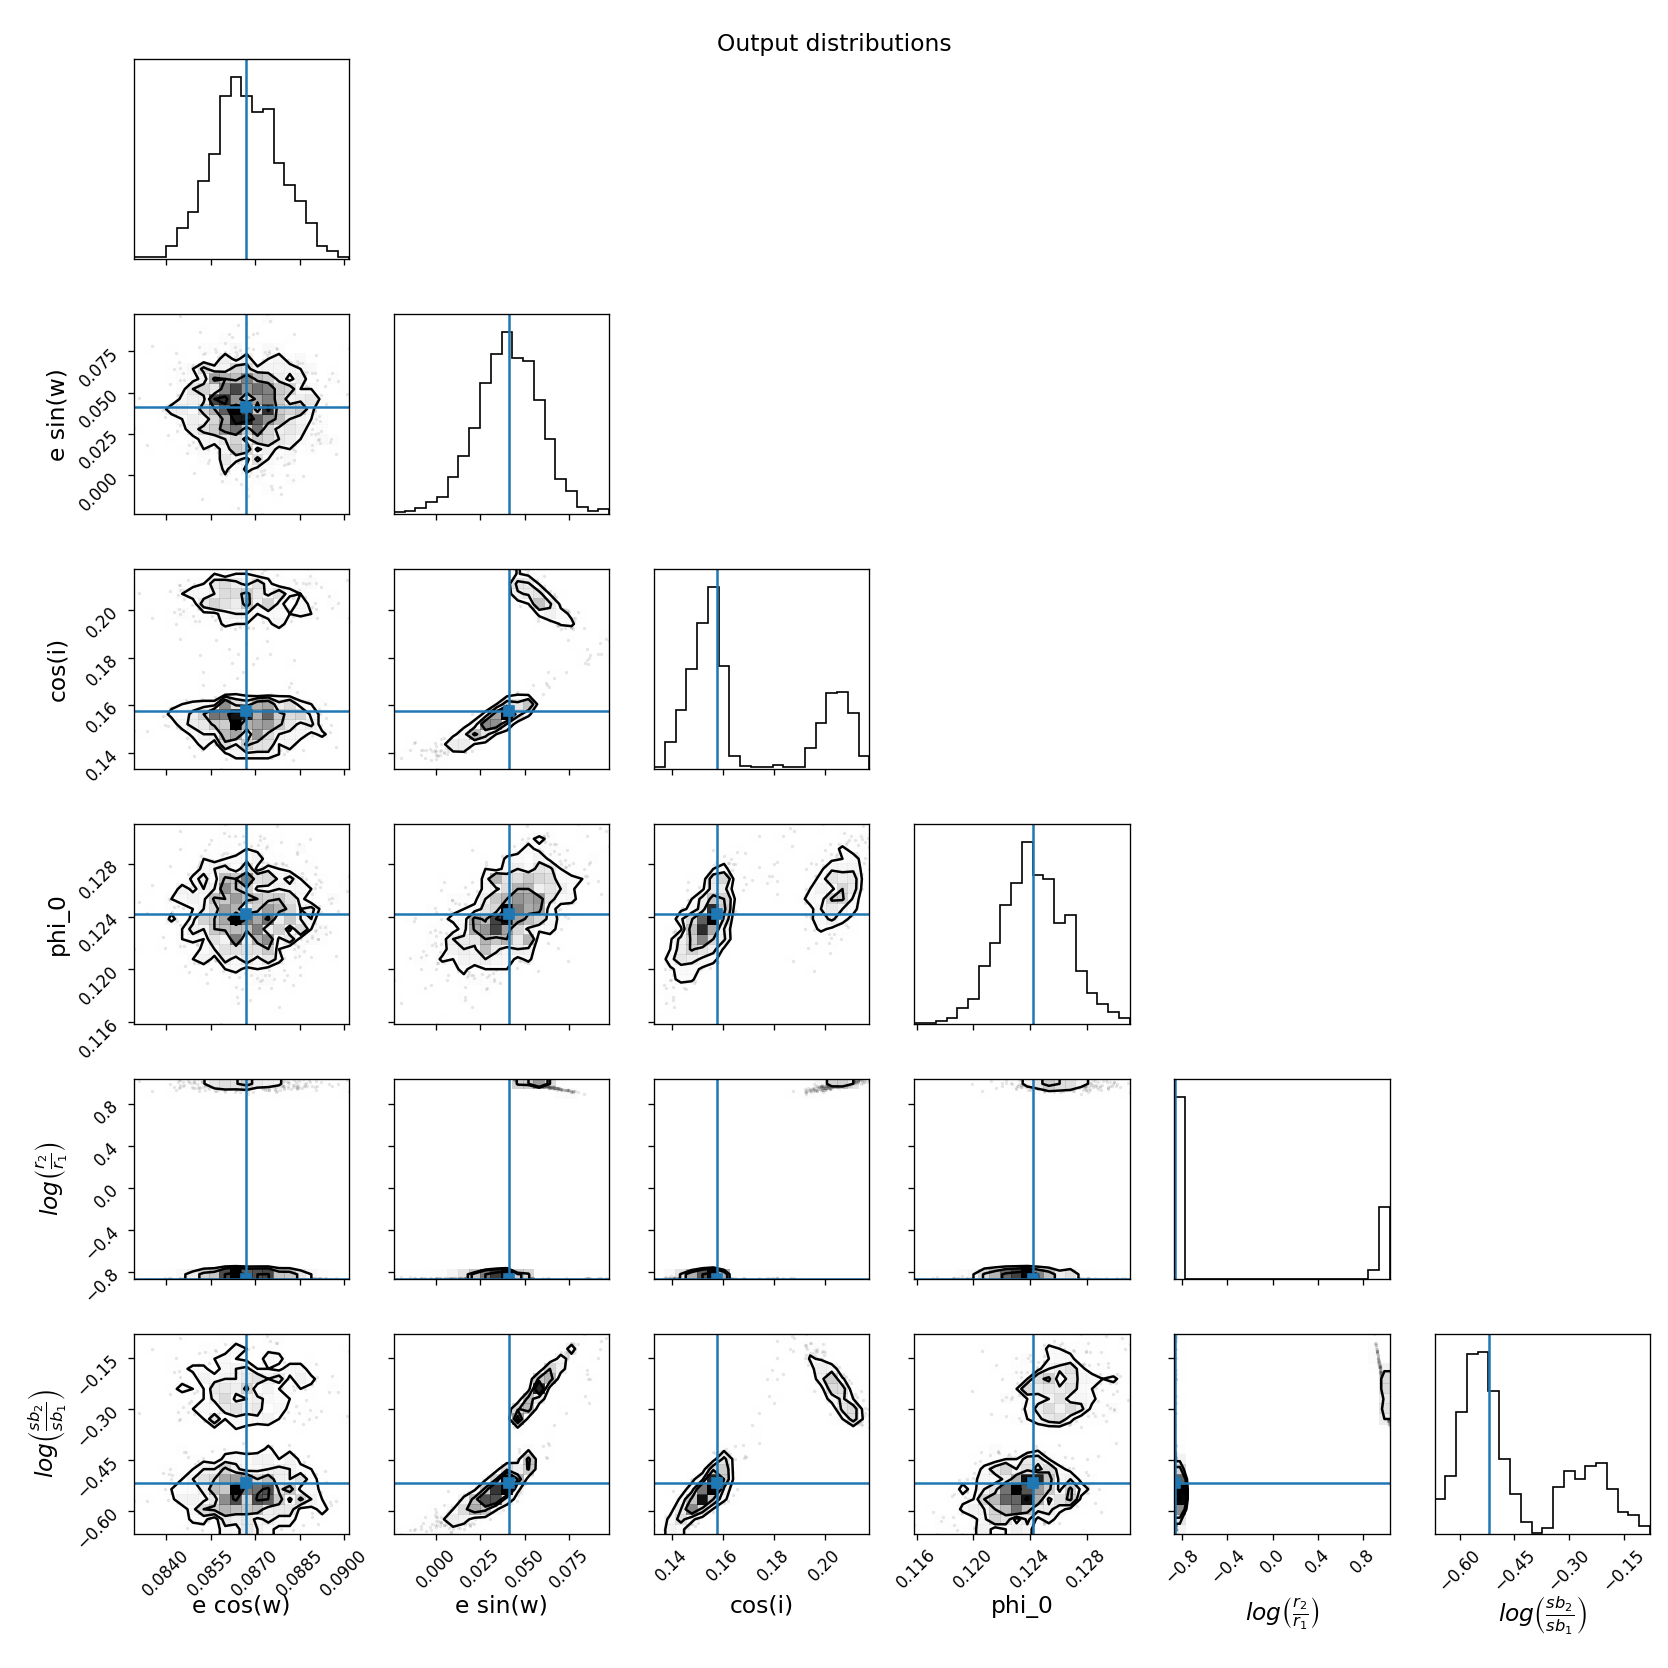 Output distributions
e sin(w)
0.075
0.050
0.025
0.000
cos(i)
0.20
0.18
0.16
0.14
phi_0
0.128
0.124
0.120
0.116
log(r₂/r₁)
0.8
0.4
0.0
−0.4
−0.8
log(sb₂/sb₁)
−0.15
−0.30
−0.45
−0.60
0.0840 0.0855 0.0870 0.0885 0.0900
0.000 0.025 0.050 0.075
0.14 0.16 0.18 0.20
0.116 0.120 0.124 0.128
−0.8 −0.4 0.0 0.4 0.8
−0.60 −0.45 −0.30 −0.15
e cos(w)
e sin(w)
cos(i)
phi_0
log(r₂/r₁)
log(sb₂/sb₁)